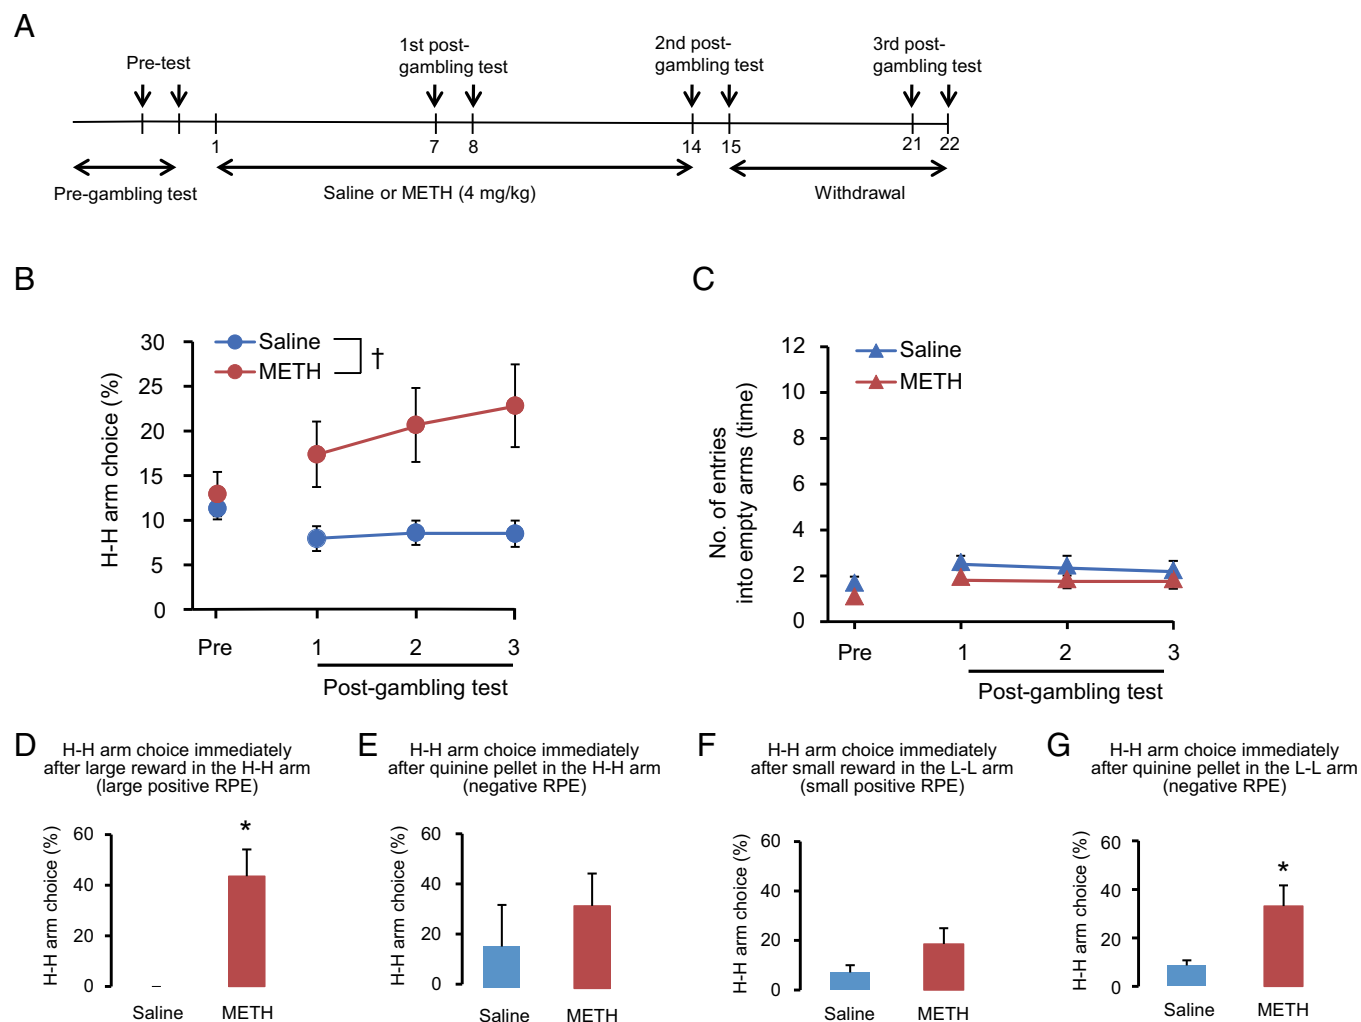 A
Pre-test
1st post-
gambling test
2nd post-
gambling test
3rd post-
gambling test
1
7
8
14
15
21
22
Pre-gambling test
Saline or METH (4 mg/kg)
Withdrawal
B
H-H arm choice (%)
30
25
20
15
10
5
0
Saline
METH
†
Pre
1
2
3
Post-gambling test
C
No. of entries
into empty arms (time)
12
10
8
6
4
2
0
Saline
METH
Pre
1
2
3
Post-gambling test
D
H-H arm choice immediately
after large reward in the H-H arm
(large positive RPE)
H-H arm choice (%)
60
40
20
0
*
Saline
METH
E
H-H arm choice immediately
after quinine pellet in the H-H arm
(negative RPE)
H-H arm choice (%)
60
40
20
0
Saline
METH
F
H-H arm choice immediately
after small reward in the L-L arm
(small positive RPE)
H-H arm choice (%)
60
40
20
0
Saline
METH
G
H-H arm choice immediately
after quinine pellet in the L-L arm
(negative RPE)
H-H arm choice (%)
60
40
20
0
*
Saline
METH